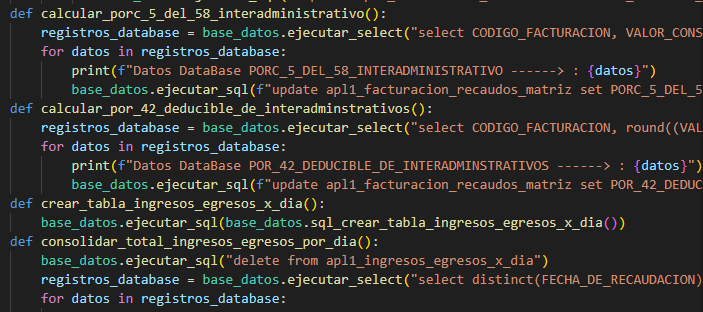 def calcular_porc_5_del_58_interadministrativo():
registros_database = base_datos.ejecutar_select("select CODIGO_FACTURACION, VALOR_CONS
for datos in registros_database:
print(f"Datos DataBase PORC_5_DEL_58_INTERADMINISTRATIVO ------> : {datos}")
base_datos.ejecutar_sql(f"update apl1_facturacion_recaudos_matriz set PORC_5_DEL_5
def calcular_por_42_deducible_de_interadminstrativos():
registros_database = base_datos.ejecutar_select("select CODIGO_FACTURACION, round((VAL
for datos in registros_database:
print(f"Datos DataBase POR_42_DEDUCIBLE_DE_INTERADMINSTRATIVOS ------> : {datos}")
base_datos.ejecutar_sql(f"update apl1_facturacion_recaudos_matriz set POR_42_DEDUC
def crear_tabla_ingresos_egresos_x_dia():
base_datos.ejecutar_sql(base_datos.sql_crear_tabla_ingresos_egresos_x_dia())
def consolidar_total_ingresos_egresos_por_dia():
base_datos.ejecutar_sql("delete from apl1_ingresos_egresos_x_dia")
registros_database = base_datos.ejecutar_select("select distinct(FECHA_DE_RECAUDACION)
for datos in registros_database: